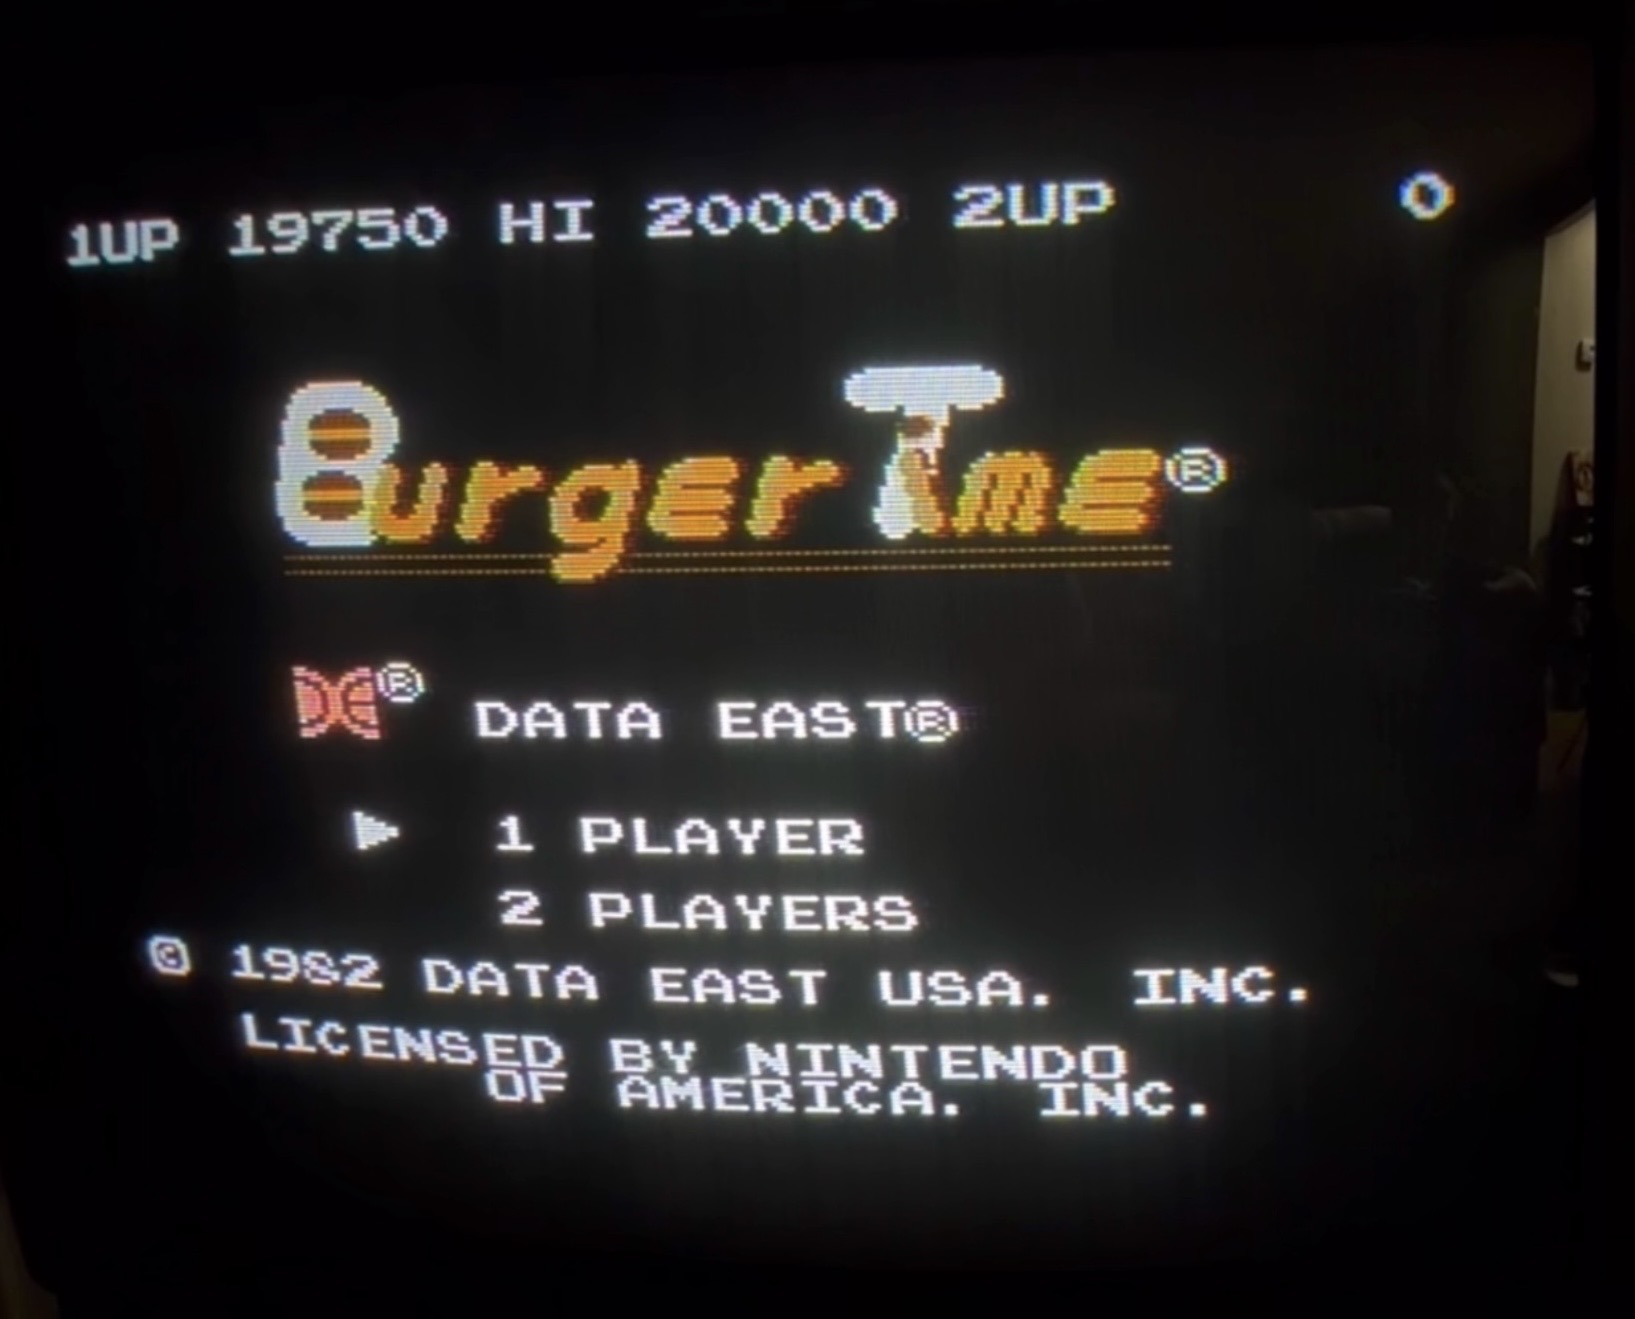 1UP 19750 HI 20000 2UP 0
BurgerTime®
® DATA EAST®
1 PLAYER
2 PLAYERS
© 1982 DATA EAST USA. INC.
LICENSED BY NINTENDO
OF AMERICA. INC.